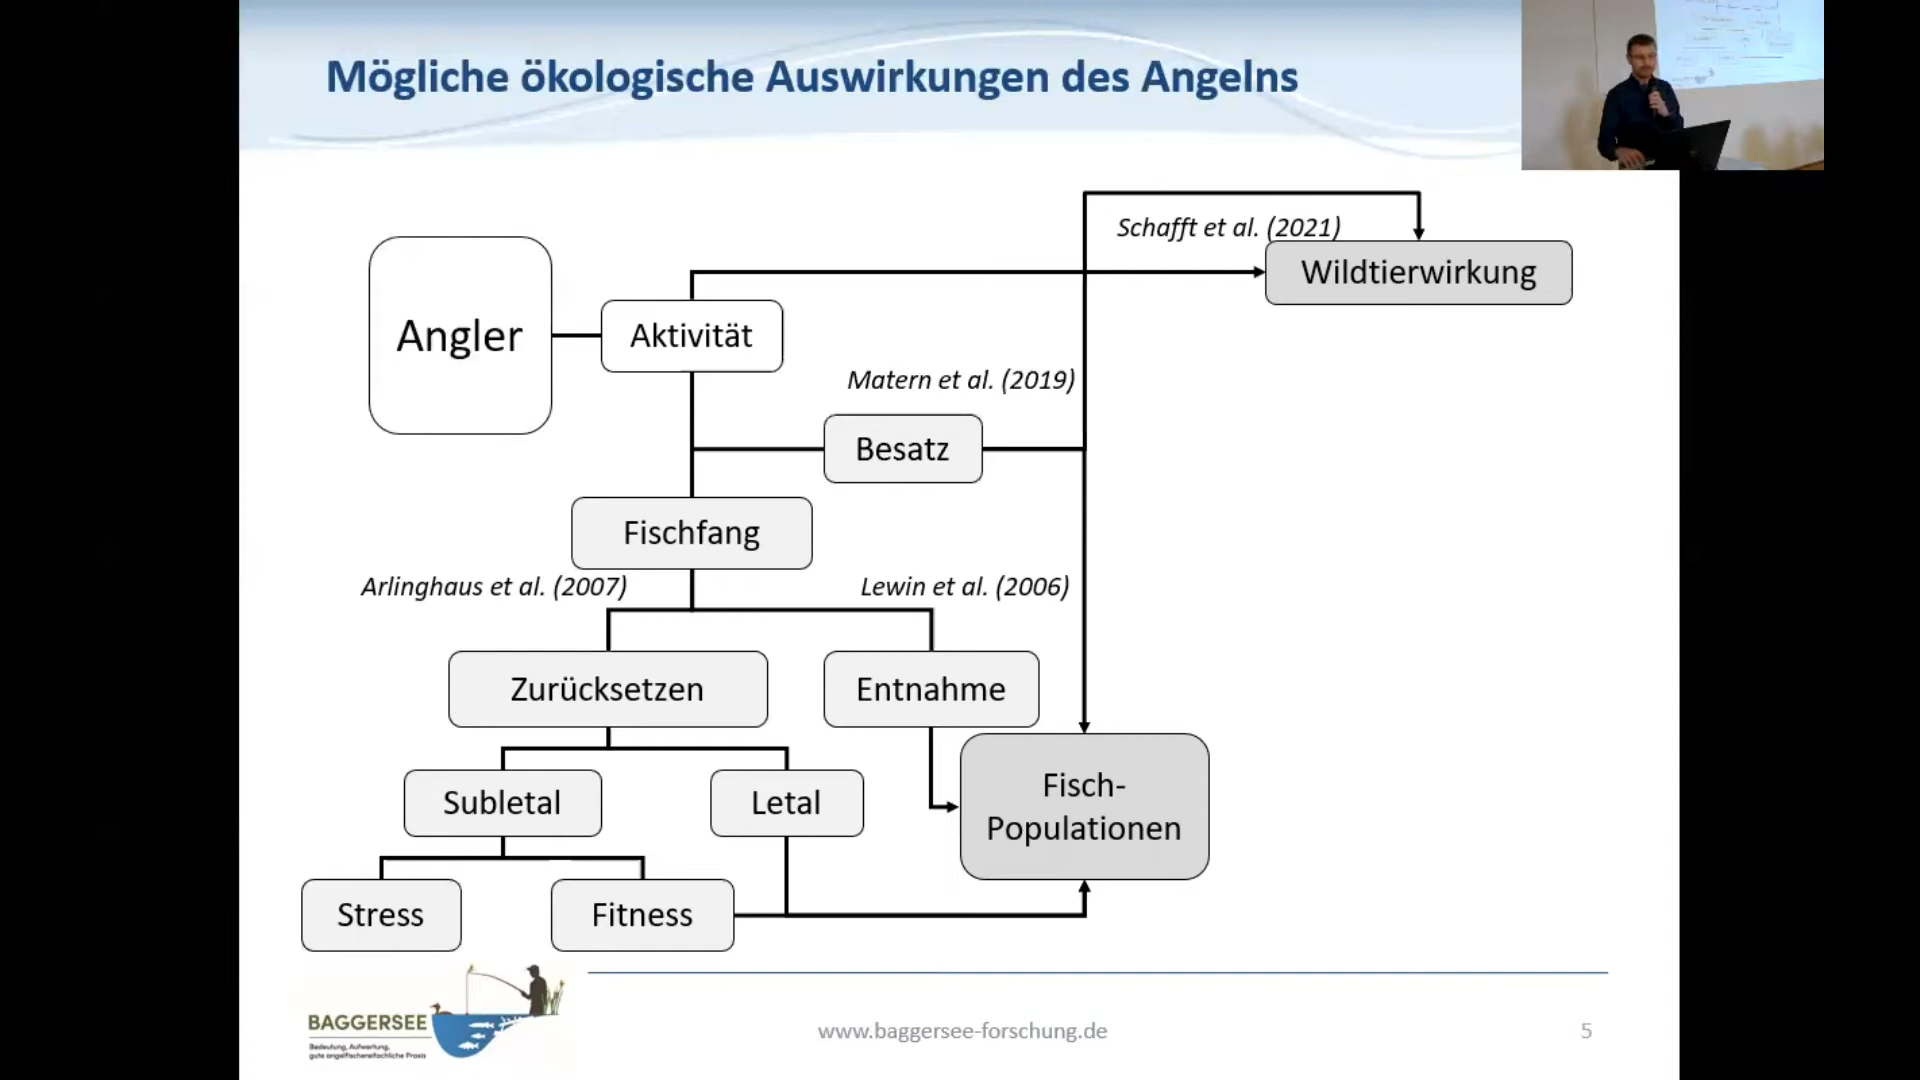 Mögliche ökologische Auswirkungen des Angelns
Schafft et al. (2021)
Wildtierwirkung
Angler
Aktivität
Matern et al. (2019)
Besatz
Fischfang
Arlinghaus et al. (2007)
Lewin et al. (2006)
Zurücksetzen
Entnahme
Fisch-
Populationen
Subletal
Letal
Stress
Fitness
BAGGERSEE
Bedeutung, Aufwertung,
gute angelfischereifachliche Praxis
www.baggersee-forschung.de
5